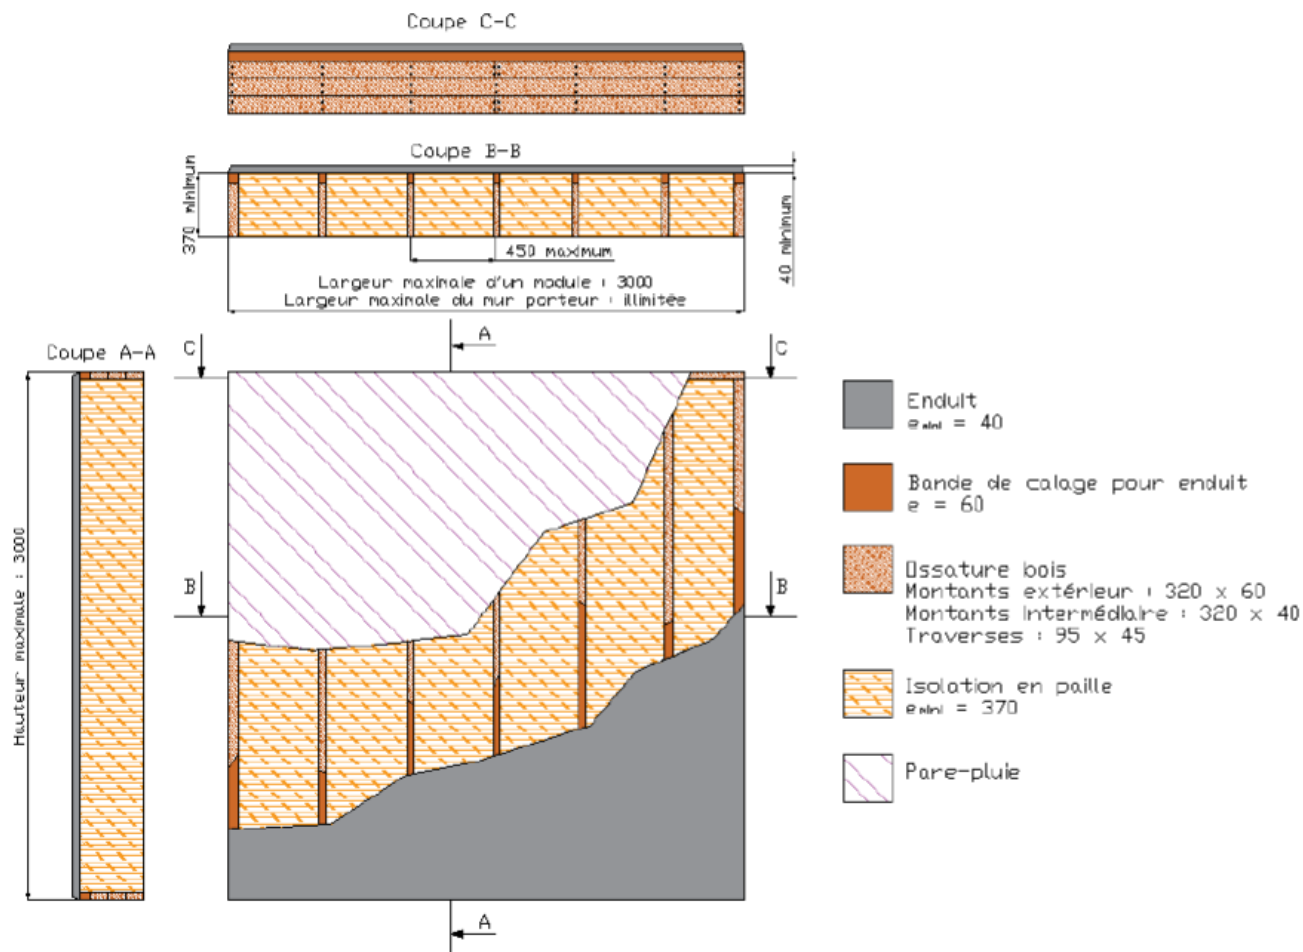 Coupe C-C
Coupe B-B
370 minimum
40 minimum
450 maximum
Largeur maximale d'un module : 3000
Largeur maximale du mur porteur : illimitée
A
Coupe A-A
C
C
Hauteur maximale : 3000
B
B
A
Enduit
emini = 40
Bande de calage pour enduit
e = 60
Ossature bois
Montants extérieur : 320 x 60
Montants intermédiaire : 320 x 40
Traverses : 95 x 45
Isolation en paille
emini = 370
Pare-pluie